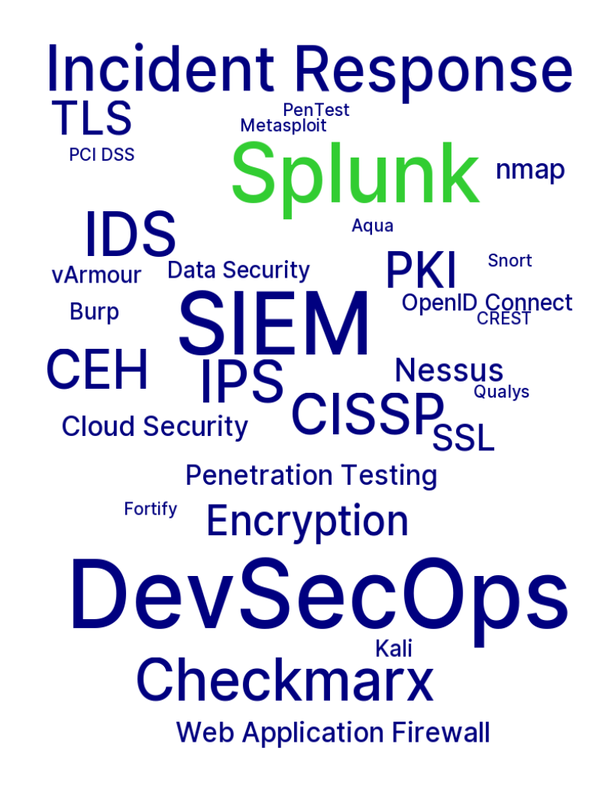 Incident Response
TLS
PenTest
Metasploit
PCI DSS
Splunk
nmap
IDS
Aqua
vArmour
Data Security
PKI
Snort
Burp
SIEM
OpenID Connect
CREST
CEH
IPS
Nessus
Qualys
CISSP
Cloud Security
SSL
Penetration Testing
Fortify
Encryption
DevSecOps
Kali
Checkmarx
Web Application Firewall